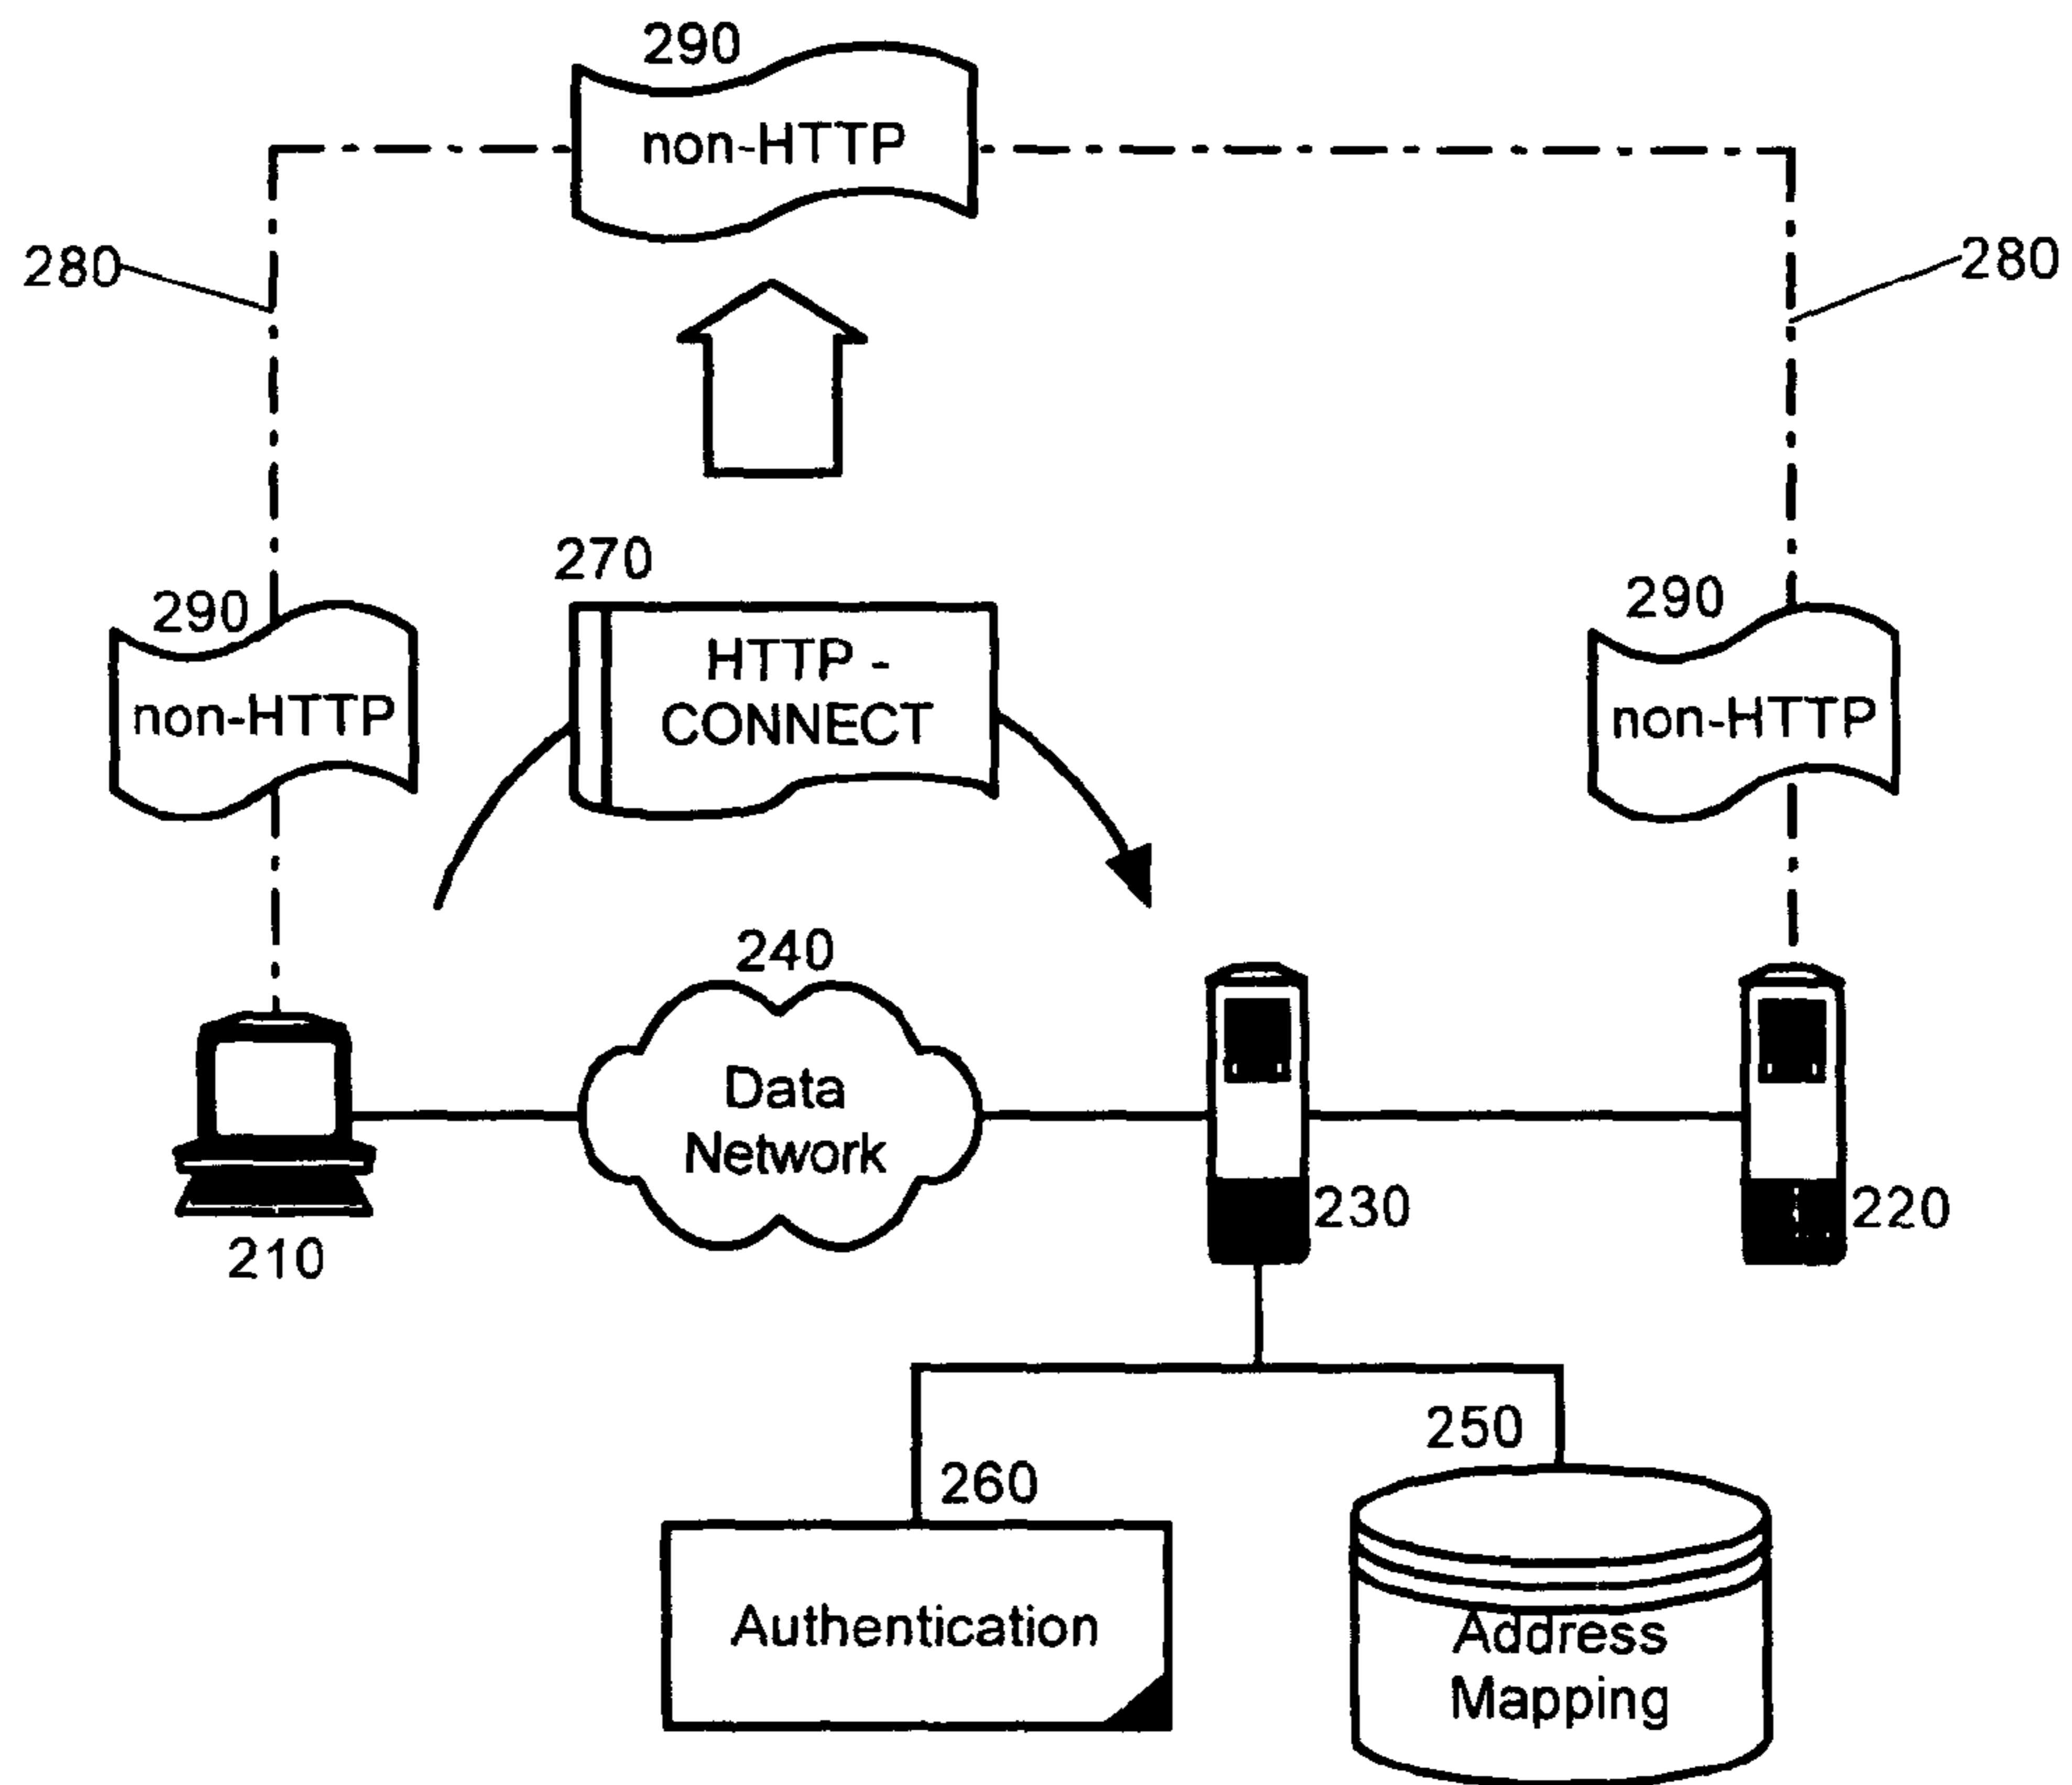 290
non-HTTP
280
280
270
290
290
HTTP -
CONNECT
non-HTTP
non-HTTP
240
Data
Network
230
220
210
250
260
Authentication
Address
Mapping